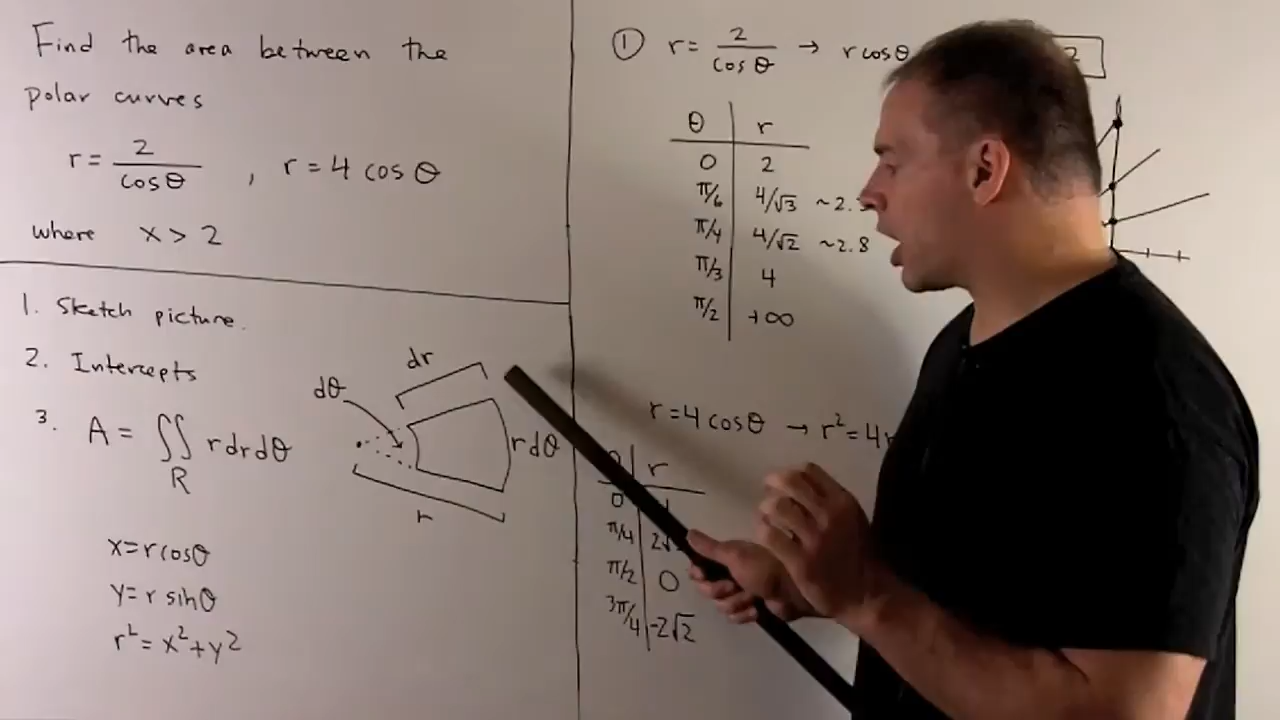 Find the area between the
polar curves
r = 2/cos θ , r = 4 cos θ
where x > 2
1. Sketch picture.
2. Intercepts
3. A = ∬_R r dr dθ
dr
dθ
r dθ
r
x = r cos θ
y = r sin θ
r² = x² + y²
① r = 2/cos θ → r cos θ
2
θ | r
0 | 2
π/6 | 4/√3 ~2.
π/4 | 4/√2 ~2.8
π/3 | 4
π/2 | +∞
r = 4 cos θ → r² = 4r
r
0
π/4 | 2√
π/2 | 0
3π/4 | -2√2